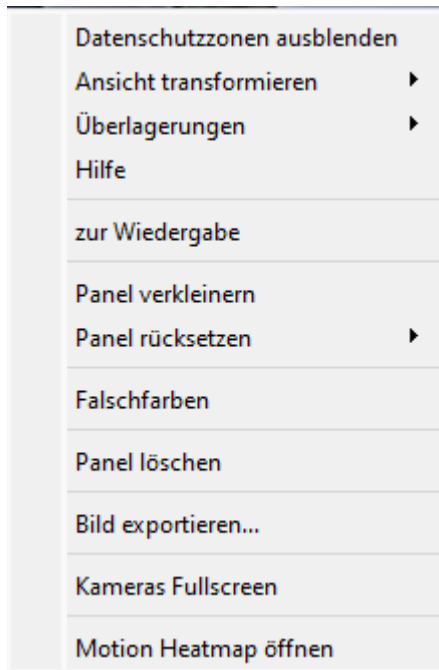 Datenschutzzonen ausblenden
Ansicht transformieren
Überlagerungen
Hilfe
zur Wiedergabe
Panel verkleinern
Panel rücksetzen
Falschfarben
Panel löschen
Bild exportieren...
Kameras Fullscreen
Motion Heatmap öffnen